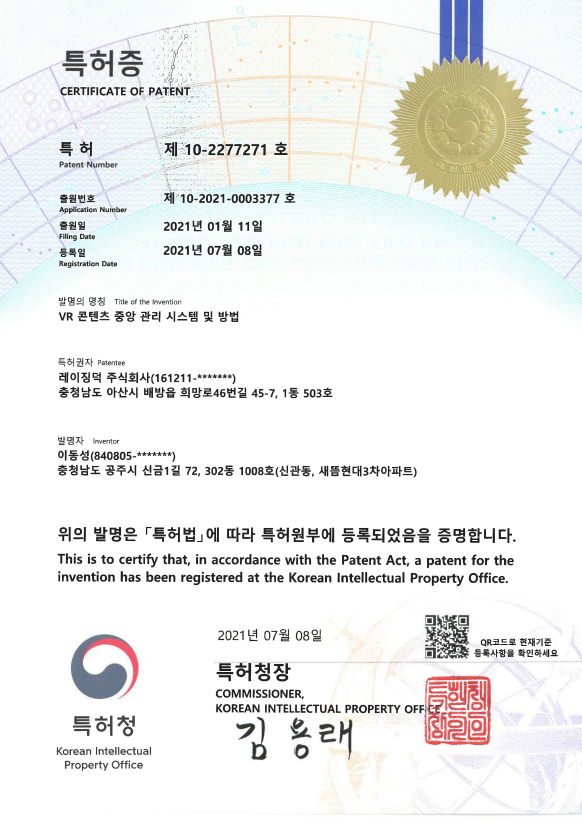 특허증
CERTIFICATE OF PATENT
특 허 제 10-2277271 호
Patent Number
출원번호 제 10-2021-0003377 호
Application Number
출원일 2021년 01월 11일
Filing Date
등록일 2021년 07월 08일
Registration Date
발명의 명칭 Title of the Invention
VR 콘텐츠 중앙 관리 시스템 및 방법
특허권자 Patentee
레이징덕 주식회사(161211-*******)
충청남도 아산시 배방읍 희망로46번길 45-7, 1동 503호
발명자 Inventor
이동성(840805-*******)
충청남도 공주시 신금1길 72, 302동 1008호(신관동, 새뜸현대3차아파트)
위의 발명은 「특허법」에 따라 특허원부에 등록되었음을 증명합니다.
This is to certify that, in accordance with the Patent Act, a patent for the
invention has been registered at the Korean Intellectual Property Office.
2021년 07월 08일
QR코드로 현재기준
등록사항을 확인하세요
특허청장
COMMISSIONER,
KOREAN INTELLECTUAL PROPERTY OFFICE
김용래
특허청
Korean Intellectual
Property Office